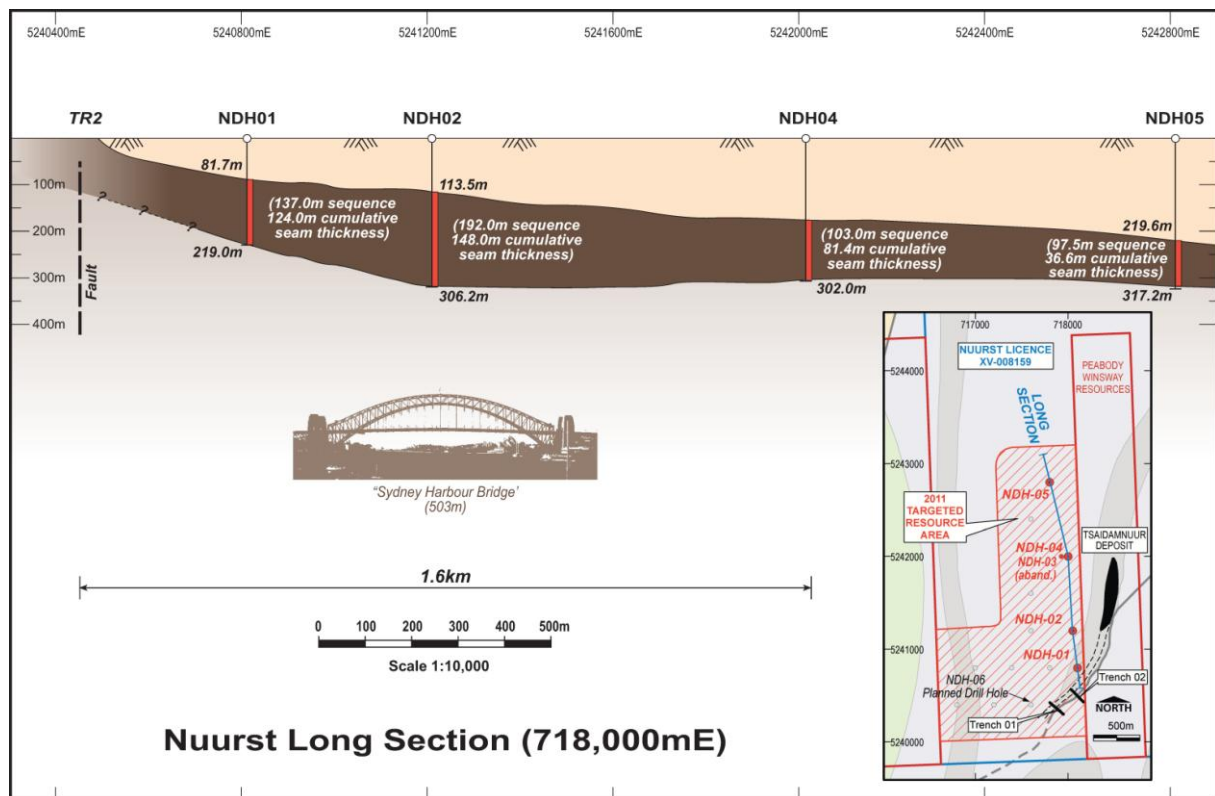 5240400mE 5240800mE 5241200mE 5241600mE 5242000mE 5242400mE 5242800mE
TR2 NDH01 NDH02 NDH04 NDH05
81.7m
113.5m
219.6m
100m
200m
300m
400m
?
?
?
Fault
(137.0m sequence
124.0m cumulative
seam thickness)
219.0m
(192.0m sequence
148.0m cumulative
seam thickness)
306.2m
(103.0m sequence
81.4m cumulative
seam thickness)
302.0m
(97.5m sequence
36.6m cumulative
seam thickness)
317.2m
"Sydney Harbour Bridge'
(503m)
1.6km
0 100 200 300 400 500m
Scale 1:10,000
Nuurst Long Section (718,000mE)
717000 718000
5244000
5243000
5242000
5241000
5240000
NUURST LICENCE
XV-008159
PEABODY
WINSWAY
RESOURCES
LONG
SECTION
NDH-05
2011
TARGETED
RESOURCE
AREA
TSAIDAMNUUR
DEPOSIT
NDH-04
NDH-03
(aband.)
NDH-02
NDH-01
NDH-06
Planned Drill Hole
Trench 02
Trench 01
NORTH
500m